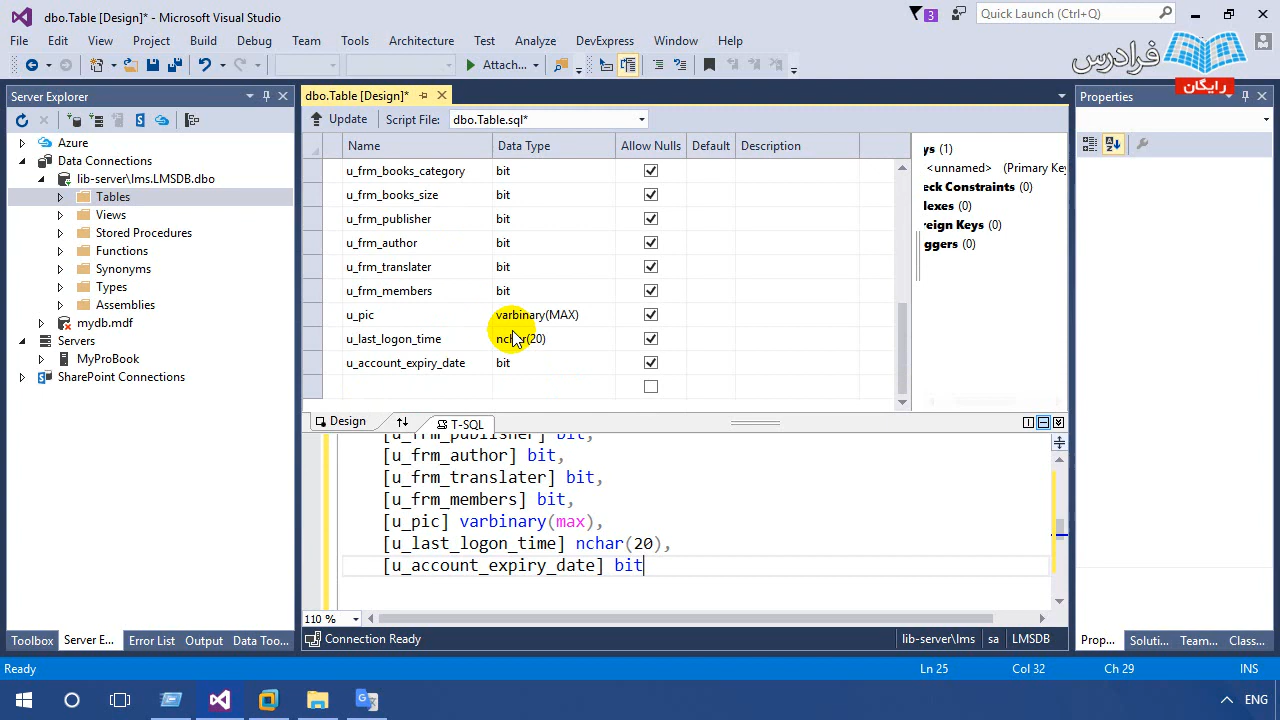 dbo.Table [Design]* - Microsoft Visual Studio
3
Quick Launch (Ctrl+Q)
File Edit View Project Build Debug Team Tools Architecture Test Analyze DevExpress Window Help
Attach...
فرادرس
رایگان
Server Explorer
dbo.Table [Design]*
Properties
Update
Script File:
dbo.Table.sql*
Azure
Data Connections
lib-server\lms.LMSDB.dbo
Tables
Views
Stored Procedures
Functions
Synonyms
Types
Assemblies
mydb.mdf
Servers
MyProBook
SharePoint Connections
Name Data Type Allow Nulls Default Description
u_frm_books_category bit
u_frm_books_size bit
u_frm_publisher bit
u_frm_author bit
u_frm_translater bit
u_frm_members bit
u_pic varbinary(MAX)
u_last_logon_time nchar(20)
u_account_expiry_date bit
ys (1)
<unnamed> (Primary Key
eck Constraints (0)
lexes (0)
reign Keys (0)
ggers (0)
Design
T-SQL
[u_frm_publisher] bit,
[u_frm_author] bit,
[u_frm_translater] bit,
[u_frm_members] bit,
[u_pic] varbinary(max),
[u_last_logon_time] nchar(20),
[u_account_expiry_date] bit
110 %
Connection Ready
lib-server\lms
sa
LMSDB
Toolbox Server E... Error List Output Data Too...
Prop... Soluti... Team... Class...
Ready
Ln 25
Col 32
Ch 29
INS
ENG